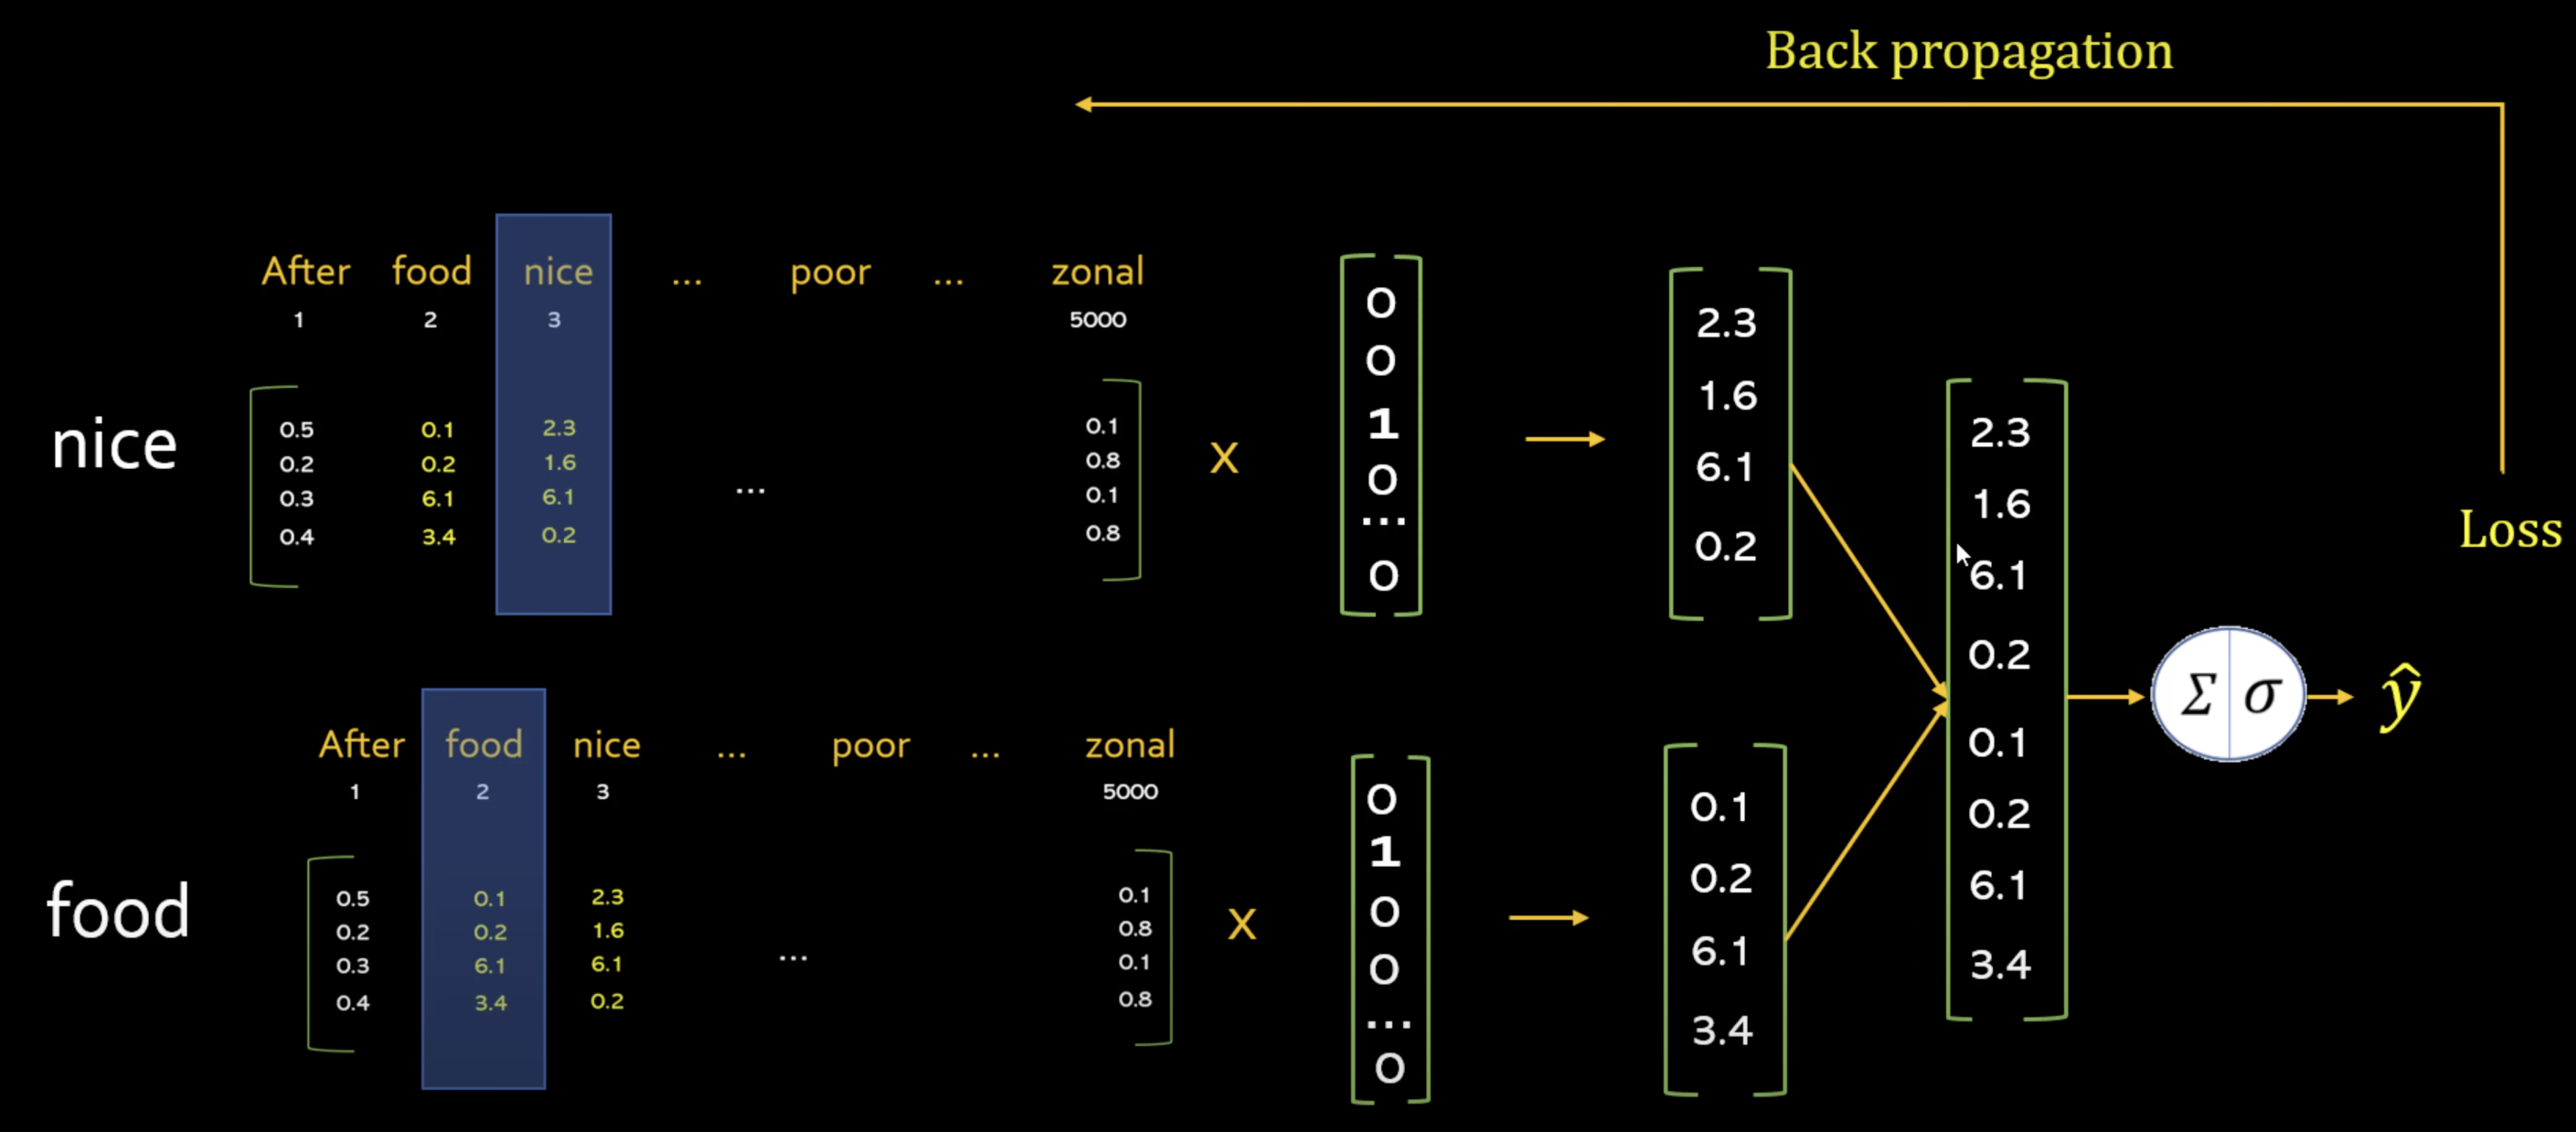 Back propagation
After food nice ... poor ... zonal
1 2 3 5000
nice
0.5 0.1 2.3 0.1
0.2 0.2 1.6 0.8
0.3 6.1 6.1 ... 0.1
0.4 3.4 0.2 0.8
x
0
0
1
0
...
0
2.3
1.6
6.1
0.2
After food nice ... poor ... zonal
1 2 3 5000
food
0.5 0.1 2.3 0.1
0.2 0.2 1.6 0.8
0.3 6.1 6.1 ... 0.1
0.4 3.4 0.2 0.8
x
0
1
0
0
...
0
0.1
0.2
6.1
3.4
2.3
1.6
6.1
0.2
0.1
0.2
6.1
3.4
Σ σ
ŷ
Loss